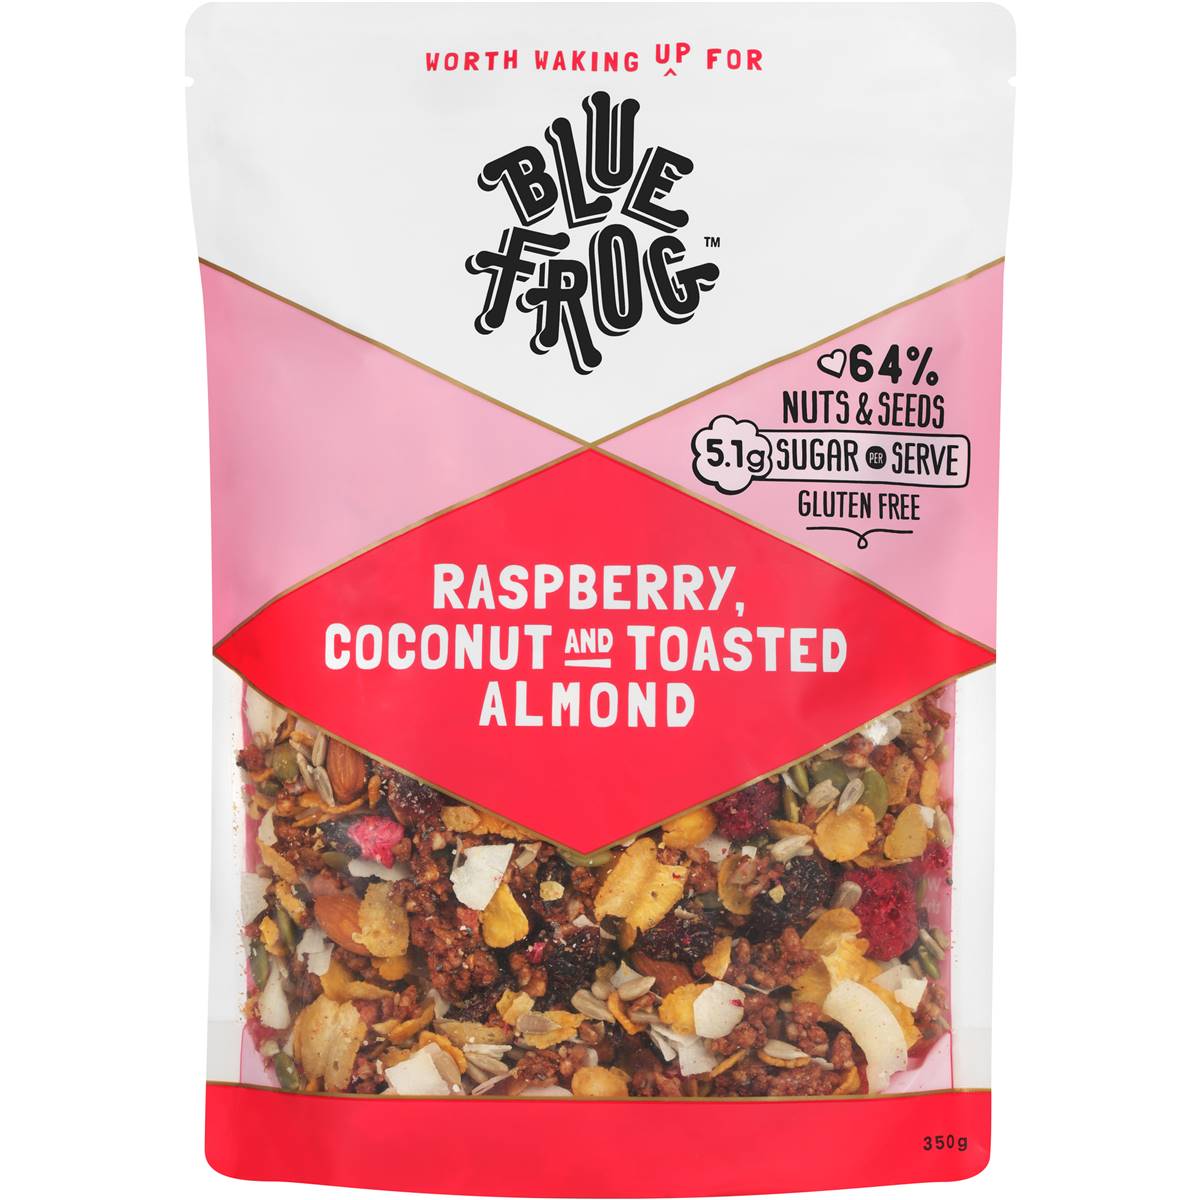 WORTH WAKING UP FOR
BLUE
FROG™
64%
NUTS & SEEDS
5.1g SUGAR PER SERVE
GLUTEN FREE
RASPBERRY,
COCONUT AND TOASTED
ALMOND
350g